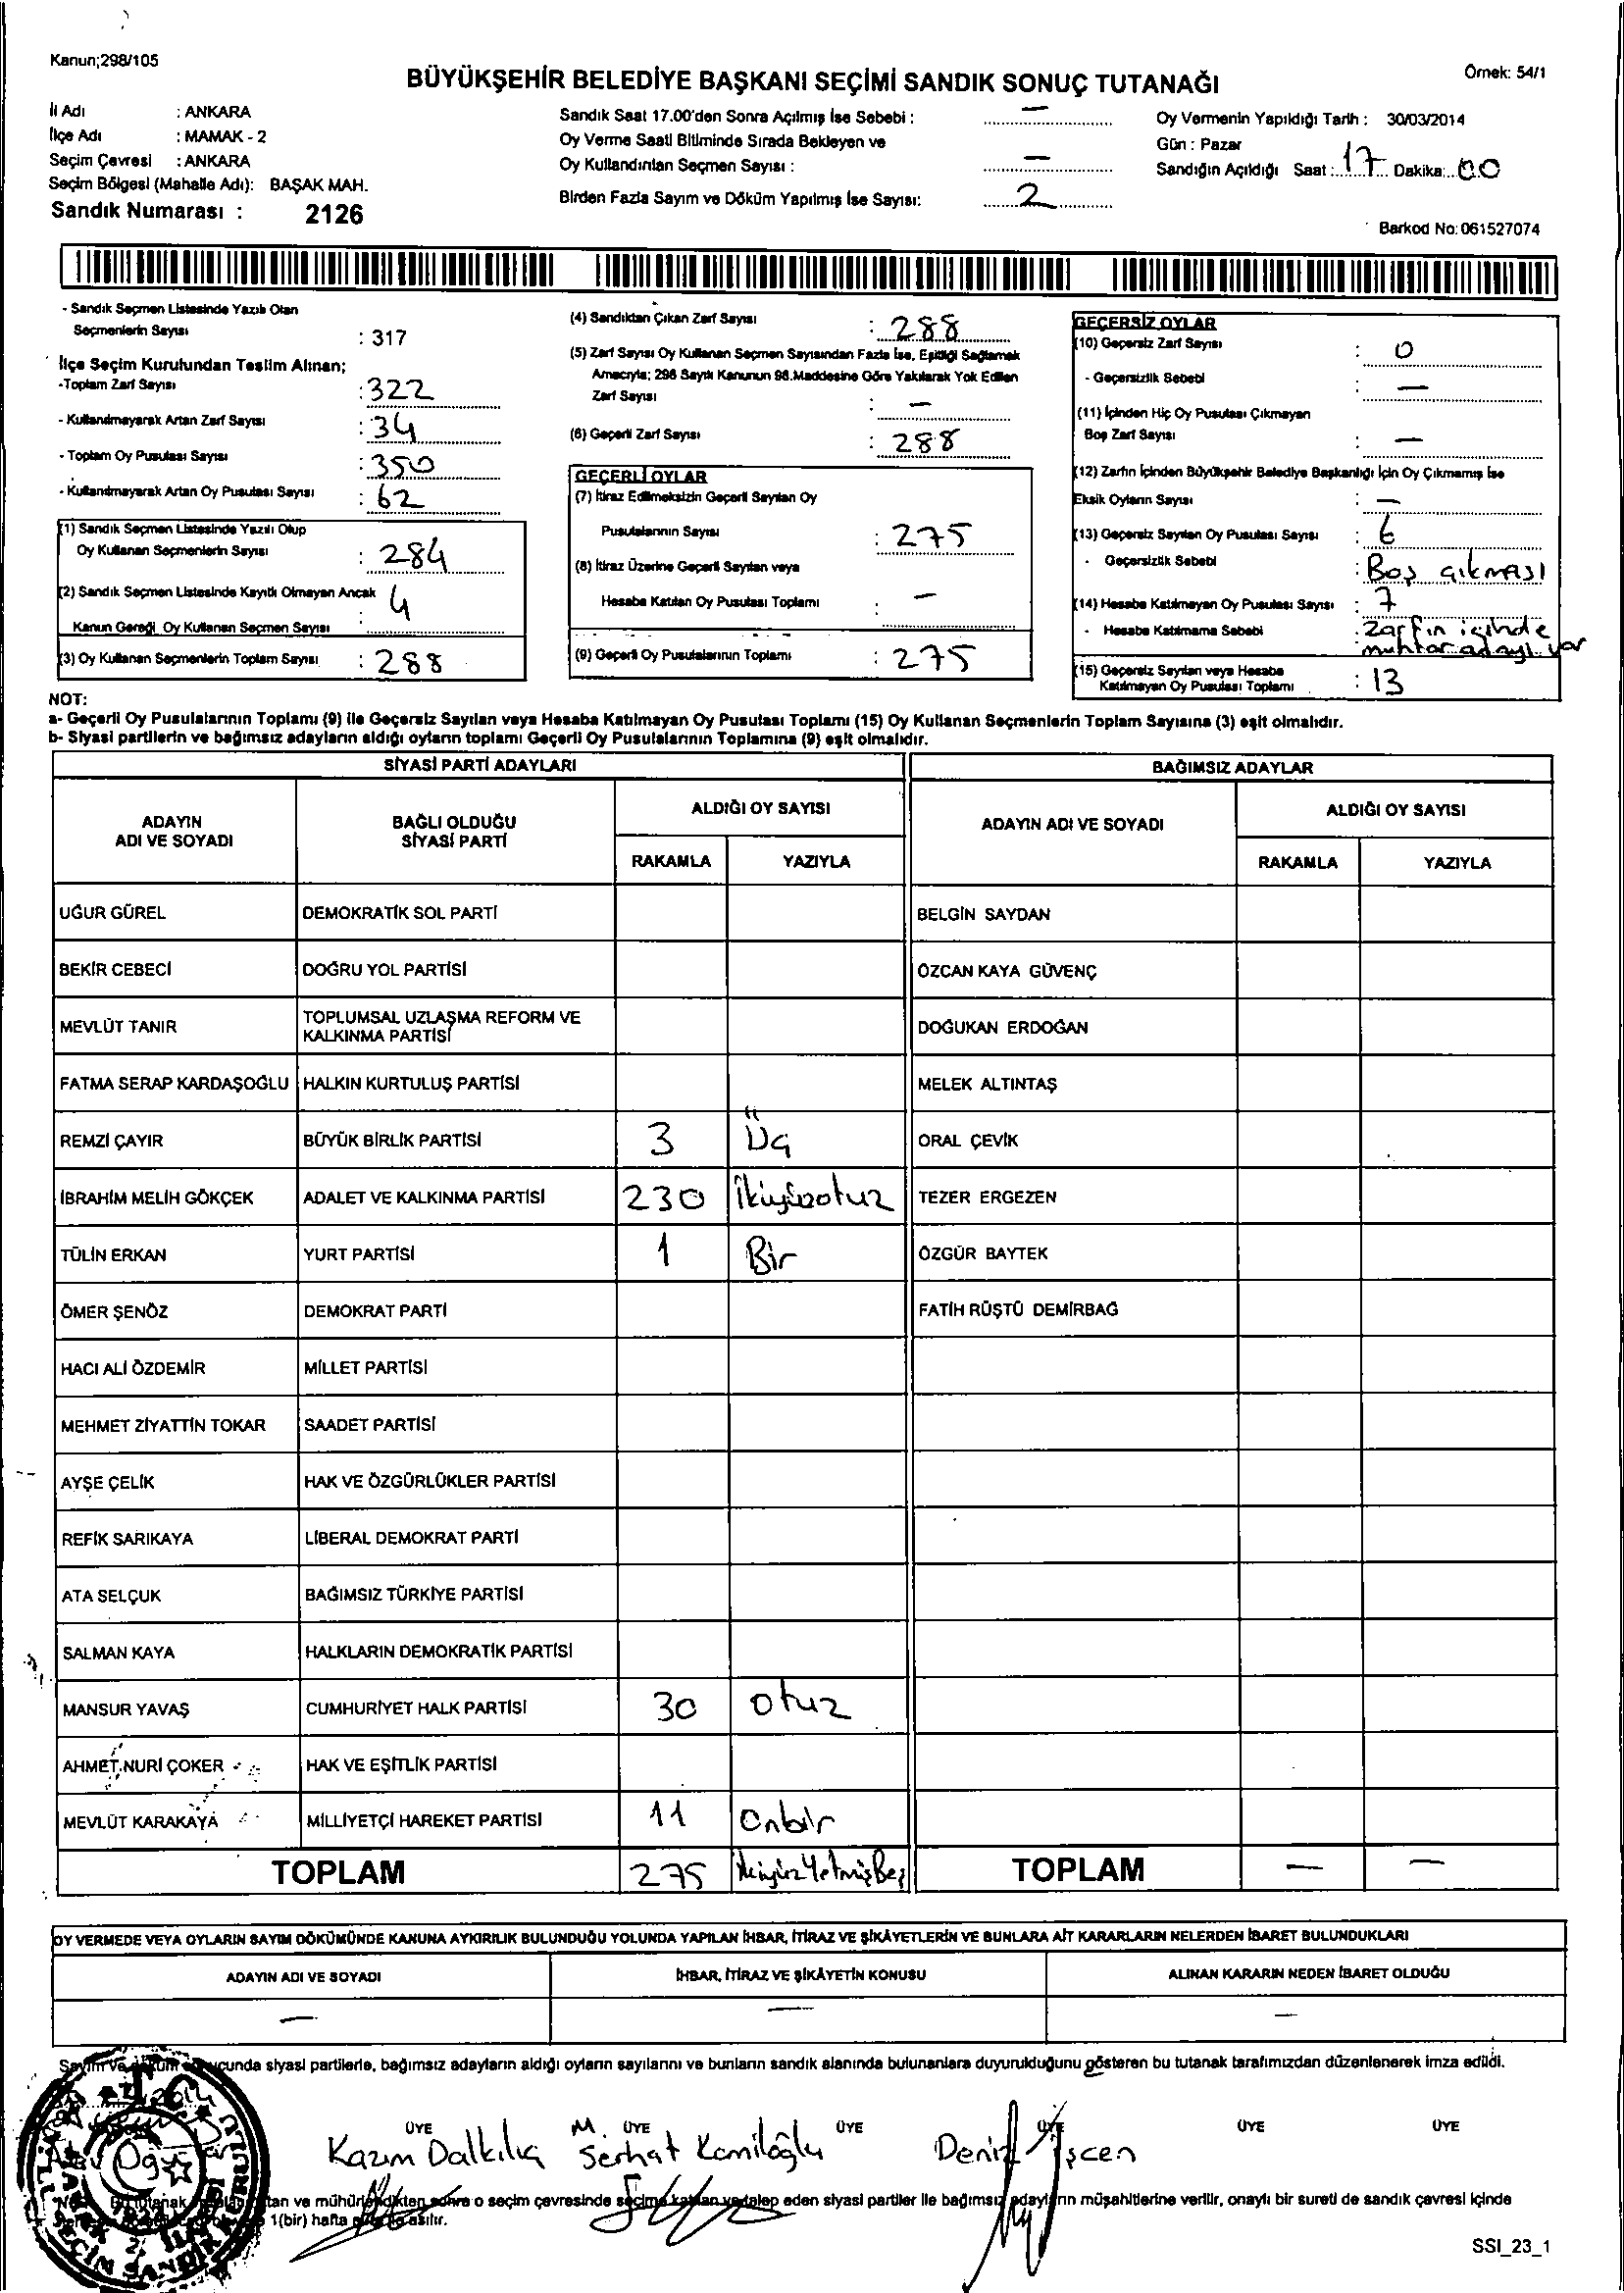 Kanun;298/105
Örnek: 54/1
BÜYÜKŞEHİR BELEDİYE BAŞKANI SEÇİMİ SANDIK SONUÇ TUTANAĞI
İl Adı : ANKARA
İlçe Adı : MAMAK - 2
Seçim Çevresi : ANKARA
Seçim Bölgesi (Mahalle Adı): BAŞAK MAH.
Sandık Numarası : 2126
Sandık Saat 17.00'den Sonra Açılmış İse Sebebi : —
Oy Verme Saati Bitiminde Sırada Bekleyen ve
Oy Kullandırılan Seçmen Sayısı : —
Birden Fazla Sayım ve Döküm Yapılmış İse Sayısı: 2
Oy Vermenin Yapıldığı Tarih : 30/03/2014
Gün : Pazar
Sandığın Açıldığı Saat : 17 Dakika: 00
Barkod No: 061527074
- Sandık Seçmen Listesinde Yazılı Olan
Seçmenlerin Sayısı : 317
İlçe Seçim Kurulundan Teslim Alınan;
-Toplam Zarf Sayısı : 322
- Kullanılmayarak Artan Zarf Sayısı : 34
- Toplam Oy Pusulası Sayısı : 350
- Kullanılmayarak Artan Oy Pusulası Sayısı : 62
(1) Sandık Seçmen Listesinde Yazılı Olup
Oy Kullanan Seçmenlerin Sayısı : 284
(2) Sandık Seçmen Listesinde Kayıtlı Olmayan Ancak
Kanun Gereği Oy Kullanan Seçmen Sayısı : 4
(3) Oy Kullanan Seçmenlerin Toplam Sayısı : 288
(4) Sandıktan Çıkan Zarf Sayısı : 288
(5) Zarf Sayısı Oy Kullanan Seçmen Sayısından Fazla İse, Eşitliği Sağlamak
Amacıyla; 298 Sayılı Kanunun 98.Maddesine Göre Yakılarak Yok Edilen
Zarf Sayısı : —
(6) Geçerli Zarf Sayısı : 288
GEÇERLİ OYLAR
(7) İtiraz Edilmeksizin Geçerli Sayılan Oy
Pusulalarının Sayısı : 275
(8) İtiraz Üzerine Geçerli Sayılan veya
Hesaba Katılan Oy Pusulası Toplamı : —
(9) Geçerli Oy Pusulalarının Toplamı : 275
GEÇERSİZ OYLAR
(10) Geçersiz Zarf Sayısı : 0
- Geçersizlik Sebebi : —
(11) İçinden Hiç Oy Pusulası Çıkmayan
Boş Zarf Sayısı : —
(12) Zarfın İçinden Büyükşehir Belediye Başkanlığı İçin Oy Çıkmamış İse
Eksik Oyların Sayısı : —
(13) Geçersiz Sayılan Oy Pusulası Sayısı : 6
- Geçersizlik Sebebi : Boş çıkması
(14) Hesaba Katılmayan Oy Pusulası Sayısı : 7
- Hesaba Katılmama Sebebi : zarfın içinde
muhtar adayı var
(15) Geçersiz Sayılan veya Hesaba
Katılmayan Oy Pusulası Toplamı : 13
NOT:
a- Geçerli Oy Pusulalarının Toplamı (9) ile Geçersiz Sayılan veya Hesaba Katılmayan Oy Pusulası Toplamı (15) Oy Kullanan Seçmenlerin Toplam Sayısına (3) eşit olmalıdır.
b- Siyasi partilerin ve bağımsız adayların aldığı oyların toplamı Geçerli Oy Pusulalarının Toplamına (9) eşit olmalıdır.
SİYASİ PARTİ ADAYLARI BAĞIMSIZ ADAYLAR
ADAYIN
ADI VE SOYADI
BAĞLI OLDUĞU
SİYASİ PARTİ
ALDIĞI OY SAYISI
RAKAMLA YAZIYLA
ADAYIN ADI VE SOYADI
ALDIĞI OY SAYISI
RAKAMLA YAZIYLA
UĞUR GÜREL DEMOKRATİK SOL PARTİ BELGİN SAYDAN
BEKİR CEBECİ DOĞRU YOL PARTİSİ ÖZCAN KAYA GÜVENÇ
MEVLÜT TANIR TOPLUMSAL UZLAŞMA REFORM VE
KALKINMA PARTİSİ DOĞUKAN ERDOĞAN
FATMA SERAP KARDAŞOĞLU HALKIN KURTULUŞ PARTİSİ MELEK ALTINTAŞ
REMZİ ÇAYIR BÜYÜK BİRLİK PARTİSİ 3 Üç ORAL ÇEVİK
İBRAHİM MELİH GÖKÇEK ADALET VE KALKINMA PARTİSİ 230 İkiyüzotuz TEZER ERGEZEN
TÜLİN ERKAN YURT PARTİSİ 1 Bir ÖZGÜR BAYTEK
ÖMER ŞENÖZ DEMOKRAT PARTİ FATİH RÜŞTÜ DEMİRBAĞ
HACI ALİ ÖZDEMİR MİLLET PARTİSİ
MEHMET ZİYATTİN TOKAR SAADET PARTİSİ
AYŞE ÇELİK HAK VE ÖZGÜRLÜKLER PARTİSİ
REFİK SARIKAYA LİBERAL DEMOKRAT PARTİ
ATA SELÇUK BAĞIMSIZ TÜRKİYE PARTİSİ
SALMAN KAYA HALKLARIN DEMOKRATİK PARTİSİ
MANSUR YAVAŞ CUMHURİYET HALK PARTİSİ 30 otuz
AHMET NURİ ÇOKER HAK VE EŞİTLİK PARTİSİ
MEVLÜT KARAKAYA MİLLİYETÇİ HAREKET PARTİSİ 11 Onbir
TOPLAM 275 İkiyüzYetmişBeş TOPLAM — —
OY VERMEDE VEYA OYLARIN SAYIM DÖKÜMÜNDE KANUNA AYKIRILIK BULUNDUĞU YOLUNDA YAPILAN İHBAR, İTİRAZ VE ŞİKÂYETLERİN VE BUNLARA AİT KARARLARIN NELERDEN İBARET BULUNDUKLARI
ADAYIN ADI VE SOYADI İHBAR, İTİRAZ VE ŞİKÂYETİN KONUSU ALINAN KARARIN NEDEN İBARET OLDUĞU
— — —
Sayım ve döküm sonucunda siyasi partilerle, bağımsız adayların aldığı oyların sayılarını ve bunların sandık alanında bulunanlara duyurulduğunu gösteren bu tutanak tarafımızdan düzenlenerek imza edildi.
ÜYE ÜYE ÜYE ÜYE ÜYE ÜYE
Kazım Dalkılıç M. Serhat Kamiloğlu Deniz İşcen
tan ve mühürlendikten sonra o seçim çevresinde seçime katılan ve talep eden siyasi partiler ile bağımsız adayların müşahitlerine verilir, onaylı bir sureti de sandık çevresi içinde
1(bir) hafta asılır.
SSI_23_1